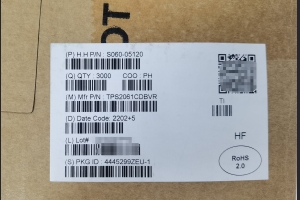 (P) H.H P/N : S060-05120
(Q) QTY : 3000 COO : PH
(M) Mfr P/N : TPS2061CDBVR
TI
(D) Date Code: 2202+5
(L) Lot#
HF
(S) PKG ID : 4445299ZEU-1
RoHS
2.0